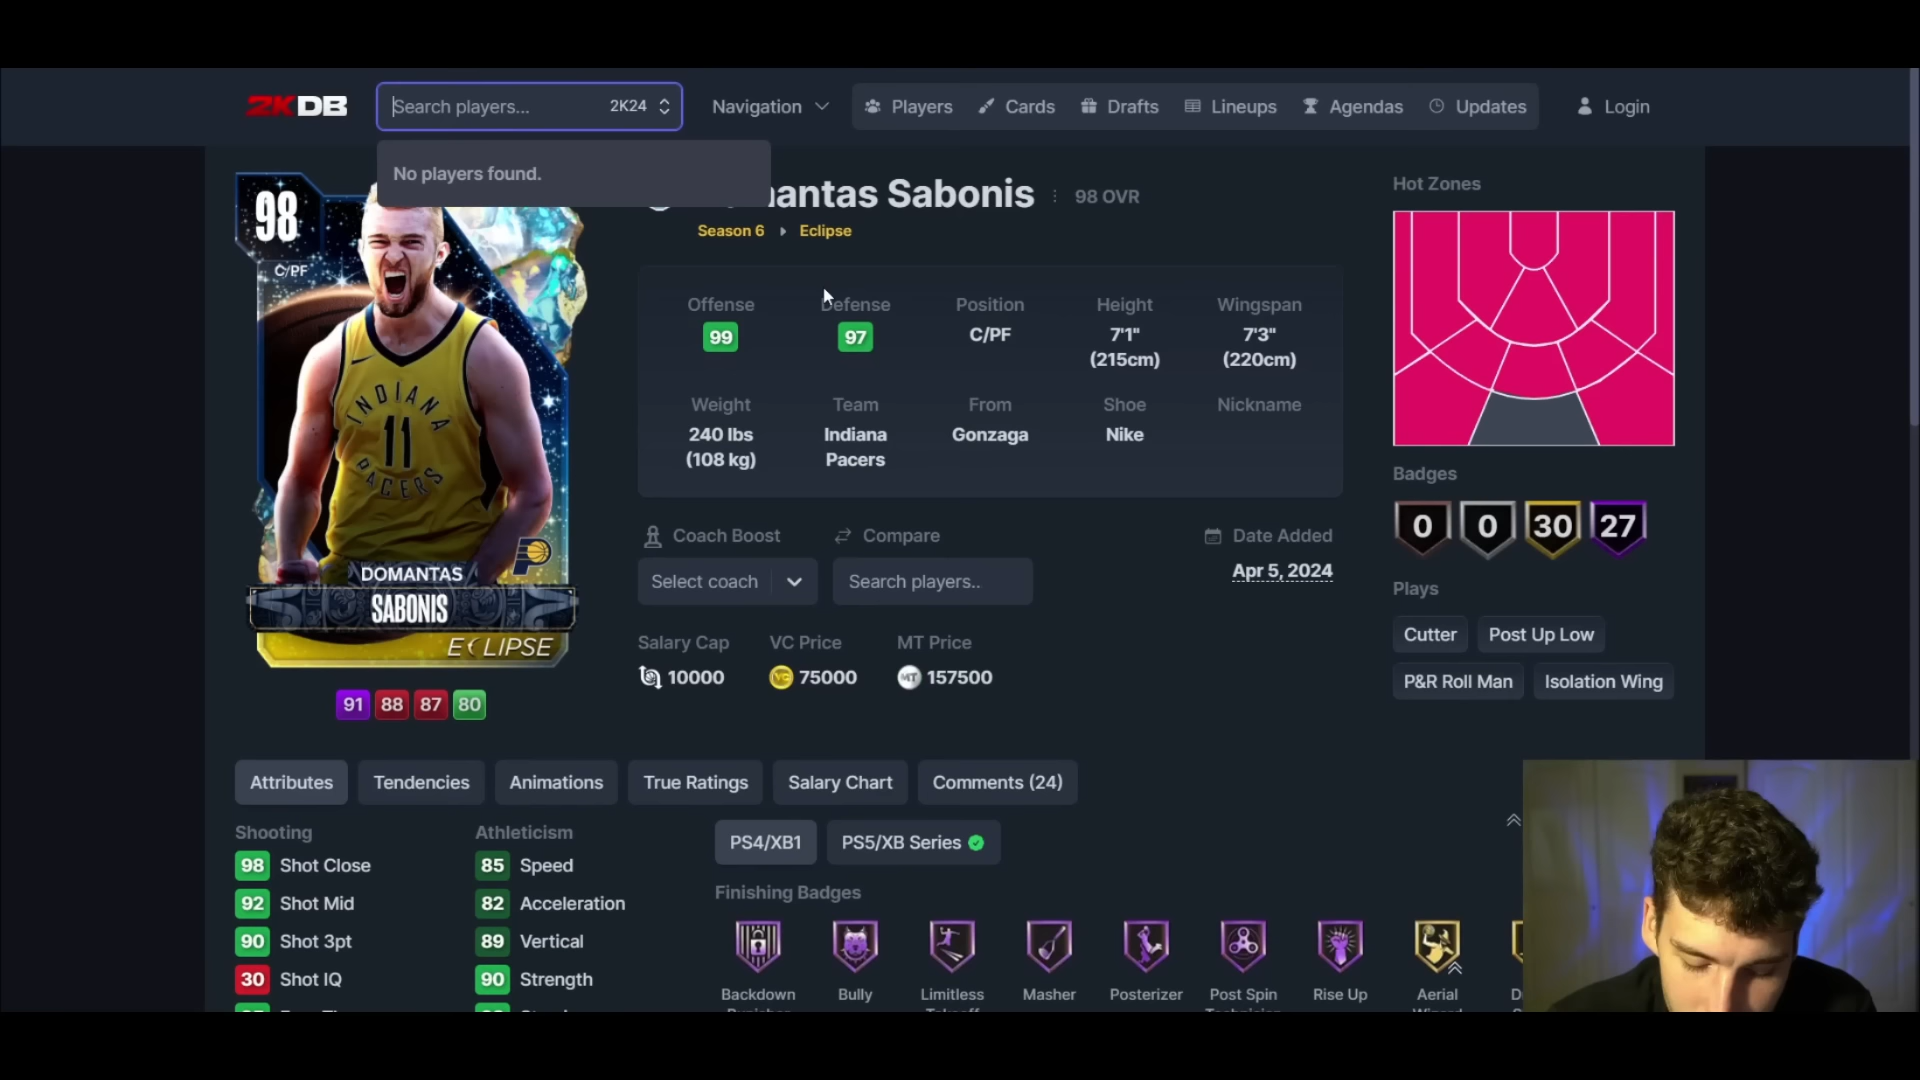 2KDB
Search players...
2K24
Navigation
Players
Cards
Drafts
Lineups
Agendas
Updates
Login
No players found.
antas Sabonis
98 OVR
Season 6
Eclipse
98
C/PF
INDIANA
11
PACERS
DOMANTAS
SABONIS
ECLIPSE
91 88 87 80
Offense
99
Defense
97
Position
C/PF
Height
7'1"
(215cm)
Wingspan
7'3"
(220cm)
Weight
240 lbs
(108 kg)
Team
Indiana
Pacers
From
Gonzaga
Shoe
Nike
Nickname
Coach Boost
Select coach
Compare
Search players..
Date Added
Apr 5, 2024
Salary Cap
10000
VC Price
VC 75000
MT Price
MT 157500
Hot Zones
Badges
0 0 30 27
Plays
Cutter
Post Up Low
P&R Roll Man
Isolation Wing
Attributes
Tendencies
Animations
True Ratings
Salary Chart
Comments (24)
Shooting
98 Shot Close
92 Shot Mid
90 Shot 3pt
30 Shot IQ
Athleticism
85 Speed
82 Acceleration
89 Vertical
90 Strength
PS4/XB1
PS5/XB Series
Finishing Badges
Backdown
Bully
Limitless
Masher
Posterizer
Post Spin
Rise Up
Aerial